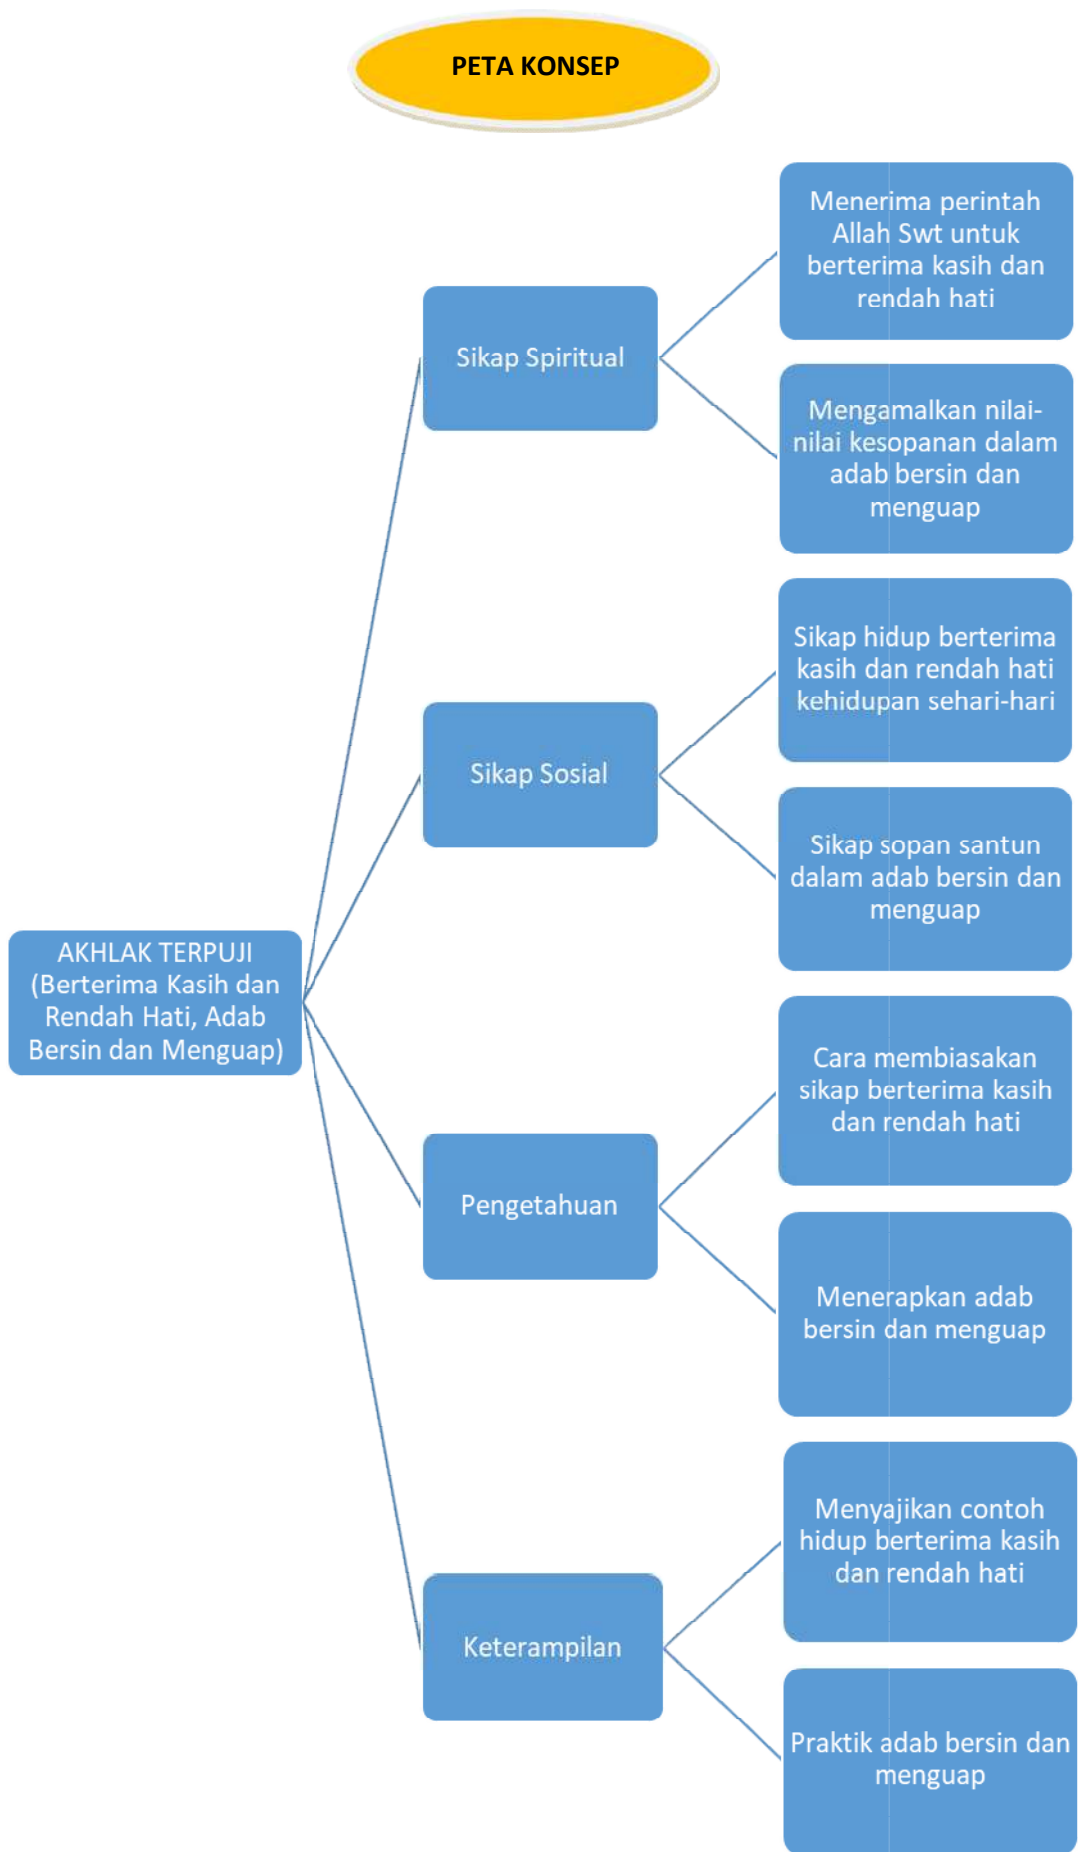 PETA KONSEP
AKHLAK TERPUJI
(Berterima Kasih dan
Rendah Hati, Adab
Bersin dan Menguap)
Sikap Spiritual
Menerima perintah
Allah Swt untuk
berterima kasih dan
rendah hati
Mengamalkan nilai-
nilai kesopanan dalam
adab bersin dan
menguap
Sikap Sosial
Sikap hidup berterima
kasih dan rendah hati
kehidupan sehari-hari
Sikap sopan santun
dalam adab bersin dan
menguap
Pengetahuan
Cara membiasakan
sikap berterima kasih
dan rendah hati
Menerapkan adab
bersin dan menguap
Keterampilan
Menyajikan contoh
hidup berterima kasih
dan rendah hati
Praktik adab bersin dan
menguap